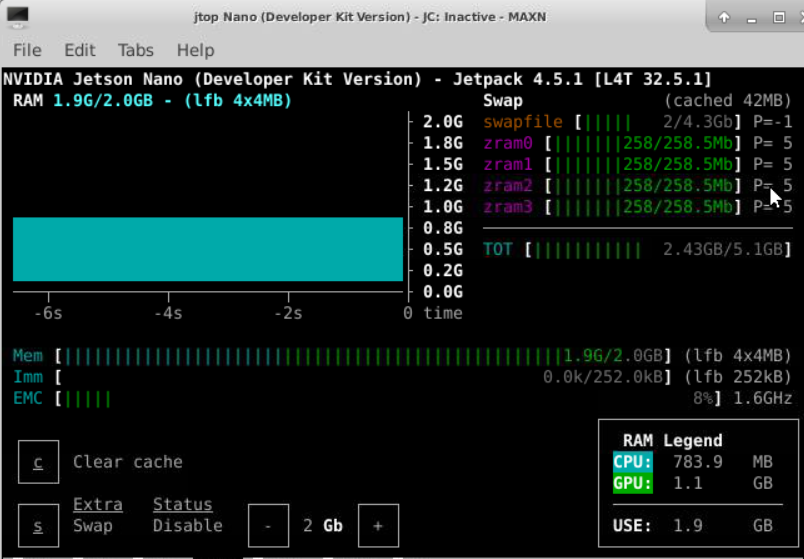 jtop Nano (Developer Kit Version) - JC: Inactive - MAXN
File Edit Tabs Help
NVIDIA Jetson Nano (Developer Kit Version) - Jetpack 4.5.1 [L4T 32.5.1]
RAM 1.9G/2.0GB - (lfb 4x4MB)
2.0G
1.8G
1.5G
1.2G
1.0G
0.8G
0.5G
0.2G
0.0G
-6s -4s -2s 0 time
Swap (cached 42MB)
swapfile [||||| 2/4.3Gb] P=-1
zram0 [|||||||258/258.5Mb] P= 5
zram1 [|||||||258/258.5Mb] P= 5
zram2 [|||||||258/258.5Mb] P= 5
zram3 [|||||||258/258.5Mb] P= 5
TOT [||||||||||| 2.43GB/5.1GB]
Mem [||||||||||||||||||||||||||||||||||||||||||||||||||1.9G/2.0GB] (lfb 4x4MB)
Imm [ 0.0k/252.0kB] (lfb 252kB)
EMC [||||| 8%] 1.6GHz
c Clear cache
Extra Status
s Swap Disable - 2 Gb +
RAM Legend
CPU: 783.9 MB
GPU: 1.1 GB
USE: 1.9 GB